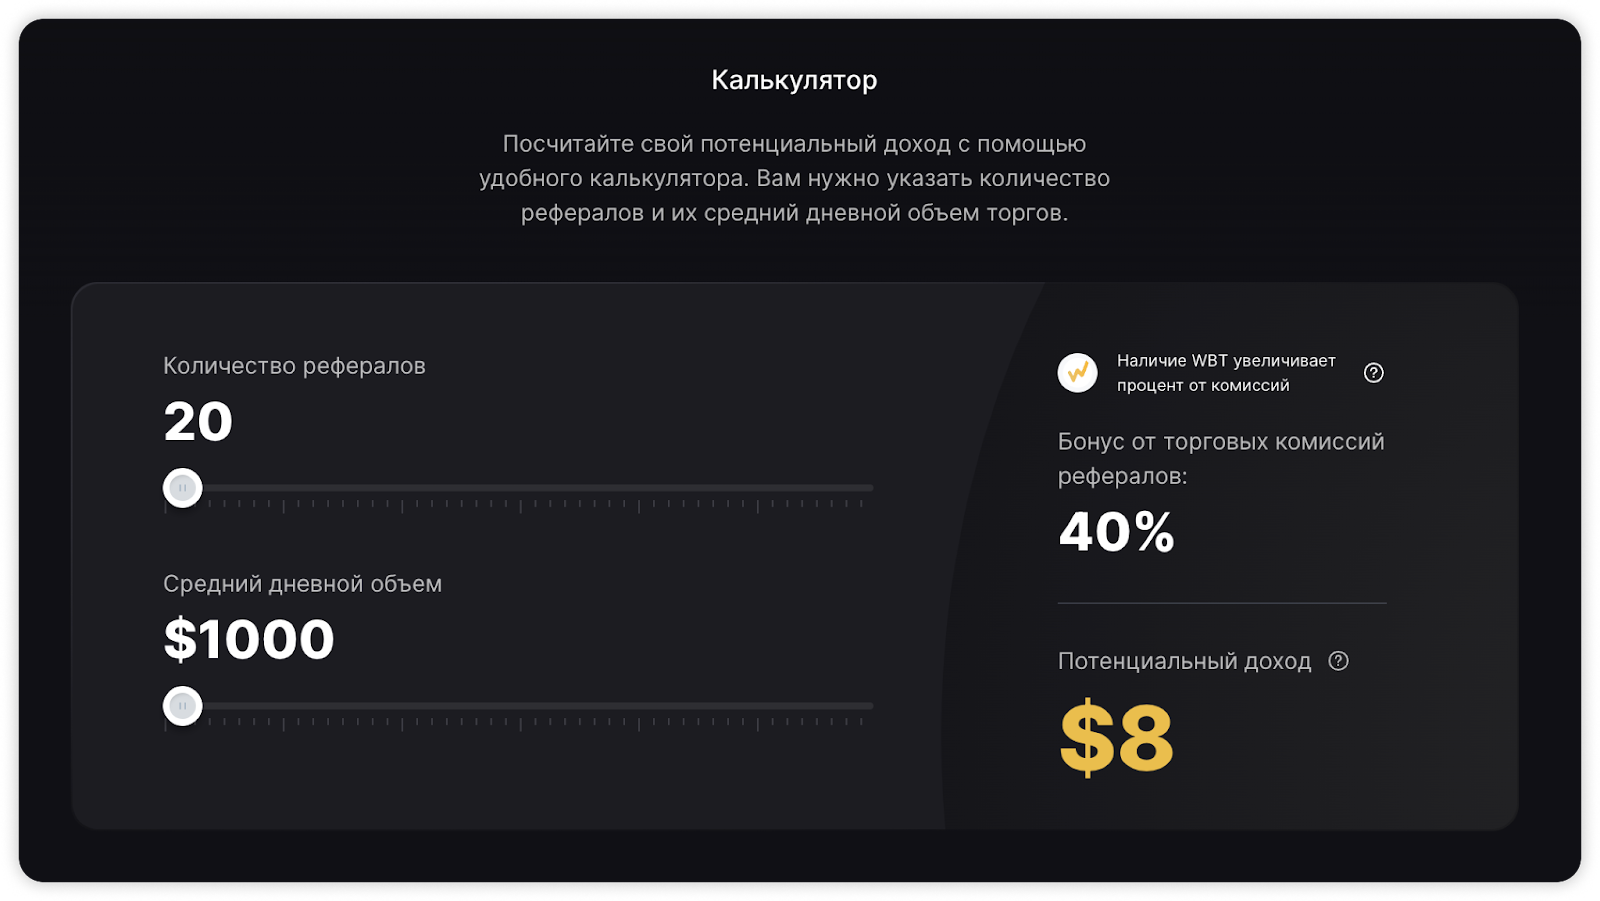 Калькулятор
Посчитайте свой потенциальный доход с помощью
удобного калькулятора. Вам нужно указать количество
рефералов и их средний дневной объем торгов.
Количество рефералов
20
Средний дневной объем
$1000
Наличие WBT увеличивает
процент от комиссий
Бонус от торговых комиссий
рефералов:
40%
Потенциальный доход
$8